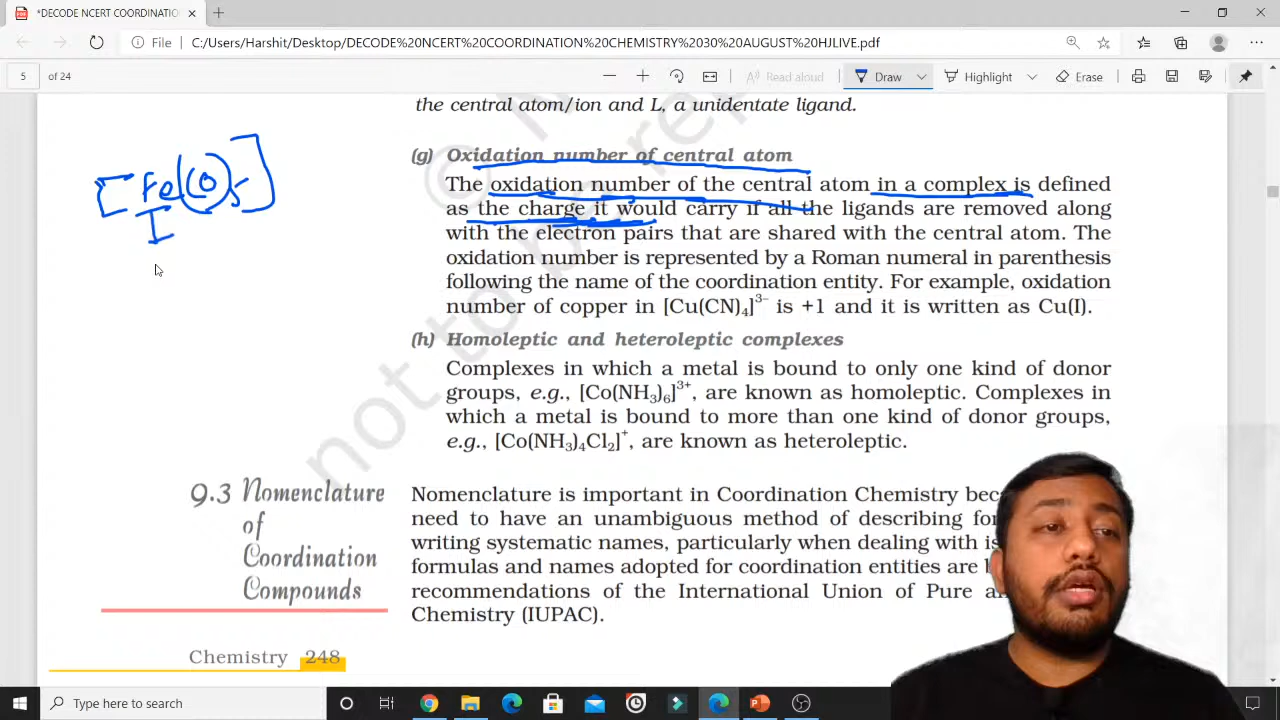 *DECODE NCERT COORDINATION C
File C:/Users/Harshit/Desktop/DECODE%20NCERT%20COORDINATION%20CHEMISTRY%2030%20AUGUST%20HJLIVE.pdf
5 of 24 Read aloud Draw Highlight Erase
the central atom/ion and L, a unidentate ligand.
(g) Oxidation number of central atom
The oxidation number of the central atom in a complex is defined
as the charge it would carry if all the ligands are removed along
with the electron pairs that are shared with the central atom. The
oxidation number is represented by a Roman numeral in parenthesis
following the name of the coordination entity. For example, oxidation
number of copper in [Cu(CN)₄]³⁻ is +1 and it is written as Cu(I).
(h) Homoleptic and heteroleptic complexes
Complexes in which a metal is bound to only one kind of donor
groups, e.g., [Co(NH₃)₆]³⁺, are known as homoleptic. Complexes in
which a metal is bound to more than one kind of donor groups,
e.g., [Co(NH₃)₄Cl₂]⁺, are known as heteroleptic.
[Fe(CO)₅]
9.3 Nomenclature
of
Coordination
Compounds
Nomenclature is important in Coordination Chemistry
need to have an unambiguous method of describing
writing systematic names, particularly when dealing with
formulas and names adopted for coordination entities are
recommendations of the International Union of Pure
Chemistry (IUPAC).
Chemistry 248
© not to be
Type here to search